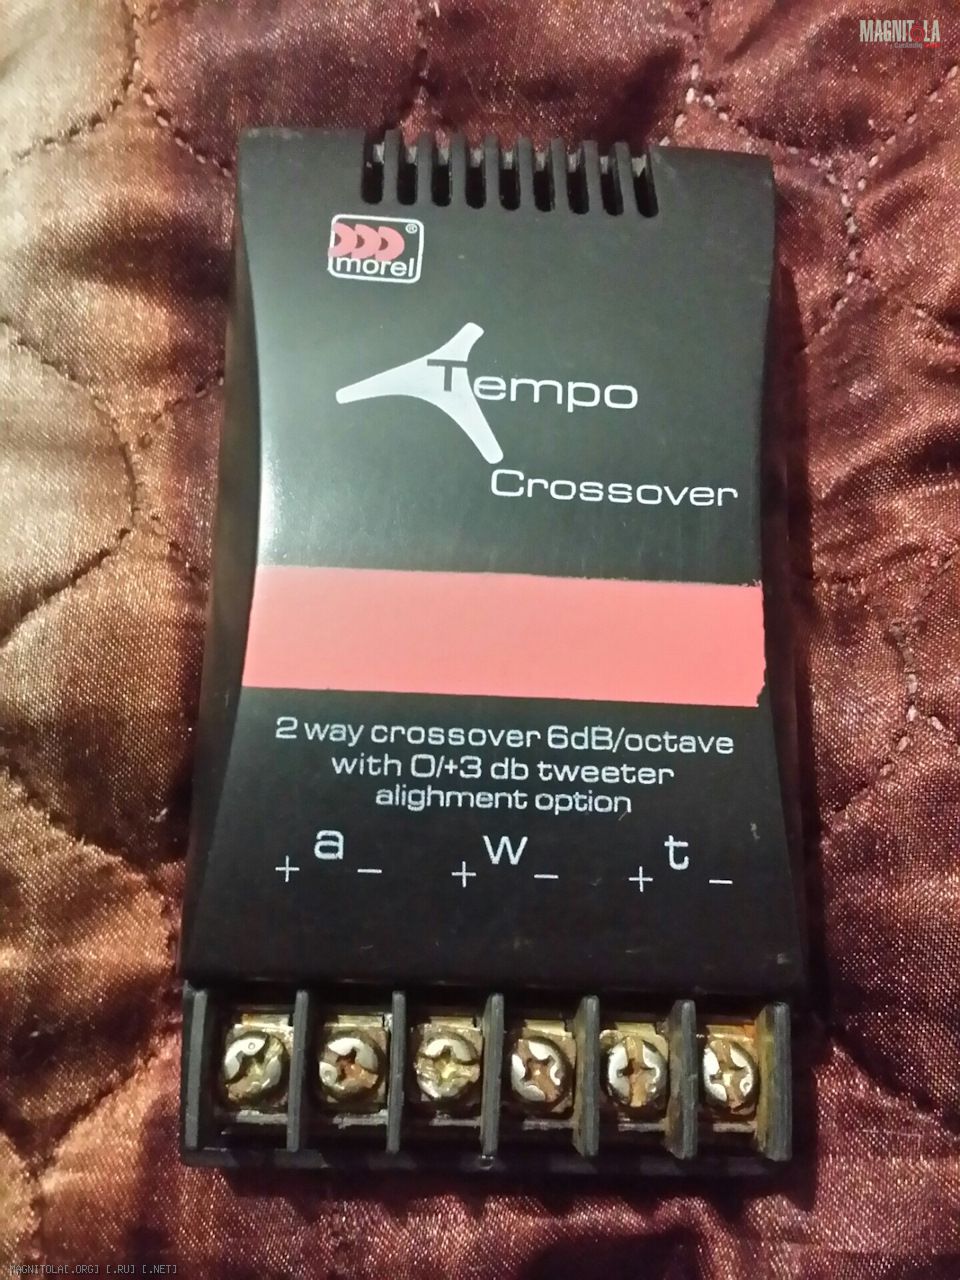 MAGNITOLA
morel®
Tempo
Crossover
2 way crossover 6dB/octave
with 0/+3 db tweeter
alighment option
a w t
+ − + − + −
MAGNITOLA[.ORG] [.RU] [.NET]